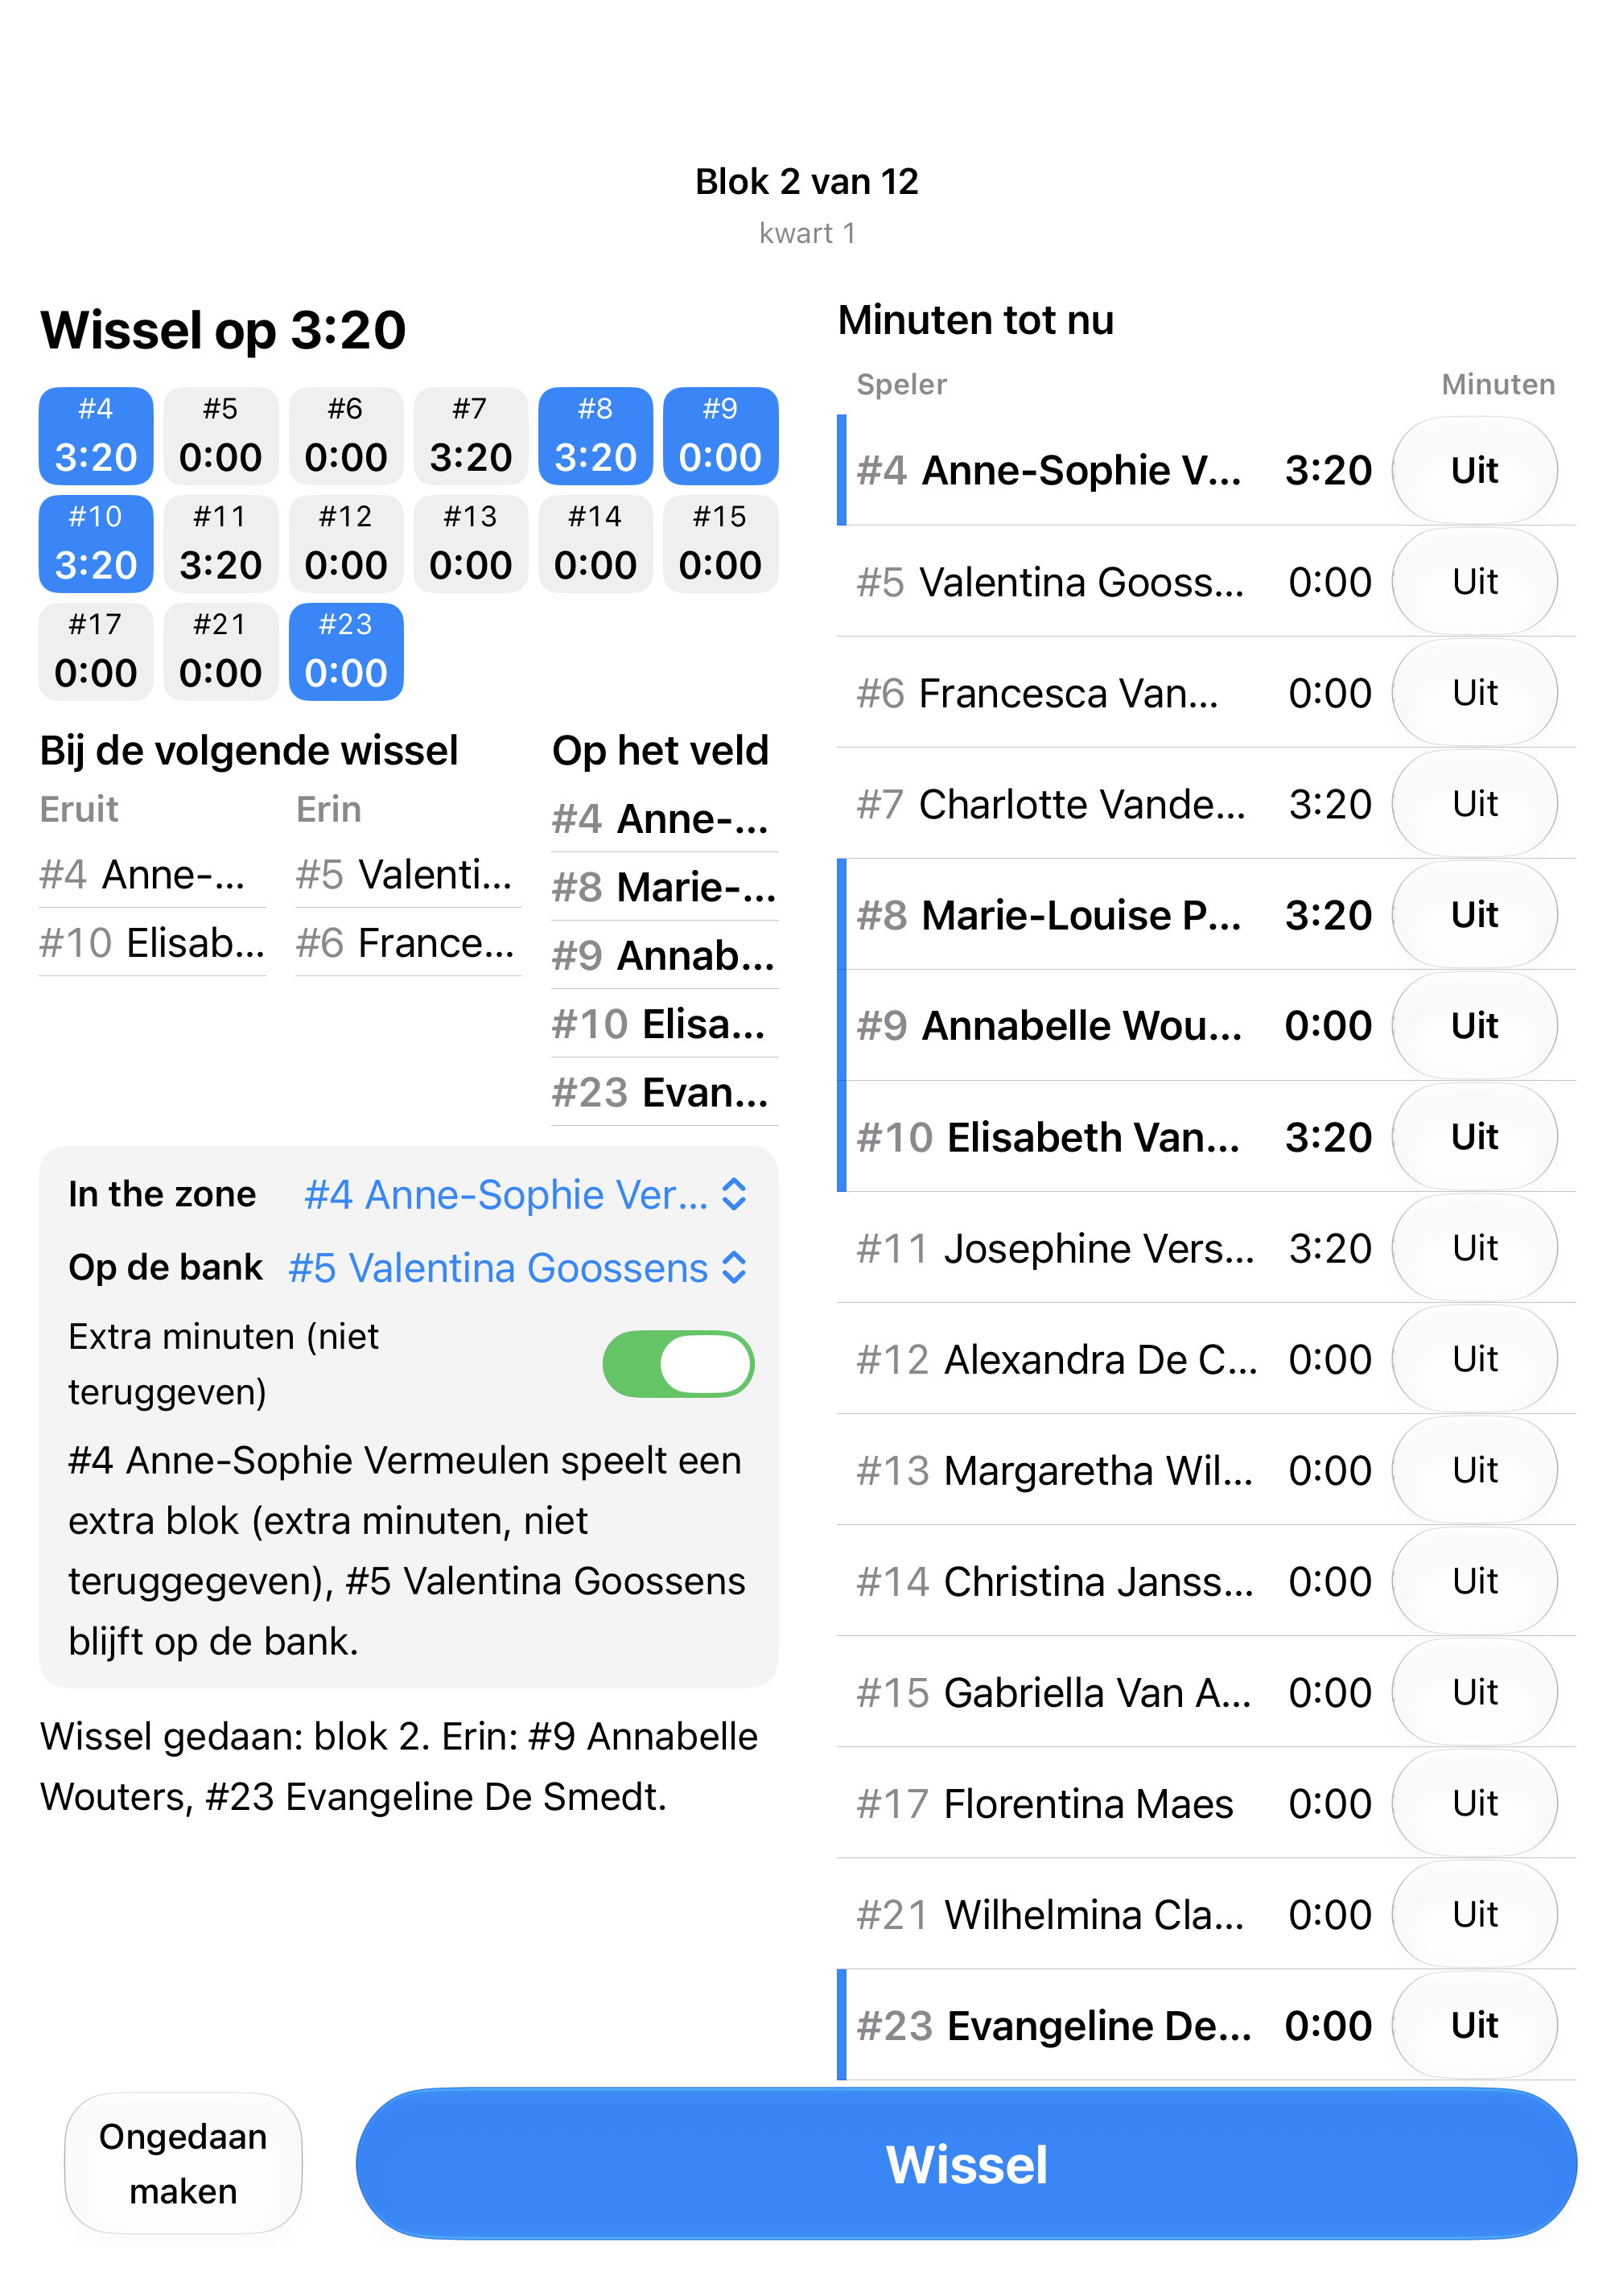 Blok 2 van 12
kwart 1
Wissel op 3:20
#4 #5 #6 #7 #8 #9
3:20 0:00 0:00 3:20 3:20 0:00
#10 #11 #12 #13 #14 #15
3:20 3:20 0:00 0:00 0:00 0:00
#17 #21 #23
0:00 0:00 0:00
Bij de volgende wissel
Eruit Erin
#4 Anne-... #5 Valenti...
#10 Elisab... #6 France...
Op het veld
#4 Anne-...
#8 Marie-...
#9 Annab...
#10 Elisa...
#23 Evan...
In the zone #4 Anne-Sophie Ver...
Op de bank #5 Valentina Goossens
Extra minuten (niet
teruggeven)
#4 Anne-Sophie Vermeulen speelt een
extra blok (extra minuten, niet
teruggegeven), #5 Valentina Goossens
blijft op de bank.
Wissel gedaan: blok 2. Erin: #9 Annabelle
Wouters, #23 Evangeline De Smedt.
Minuten tot nu
Speler Minuten
#4 Anne-Sophie V... 3:20 Uit
#5 Valentina Gooss... 0:00 Uit
#6 Francesca Van... 0:00 Uit
#7 Charlotte Vande... 3:20 Uit
#8 Marie-Louise P... 3:20 Uit
#9 Annabelle Wou... 0:00 Uit
#10 Elisabeth Van... 3:20 Uit
#11 Josephine Vers... 3:20 Uit
#12 Alexandra De C... 0:00 Uit
#13 Margaretha Wil... 0:00 Uit
#14 Christina Janss... 0:00 Uit
#15 Gabriella Van A... 0:00 Uit
#17 Florentina Maes 0:00 Uit
#21 Wilhelmina Cla... 0:00 Uit
#23 Evangeline De... 0:00 Uit
Ongedaan
maken
Wissel